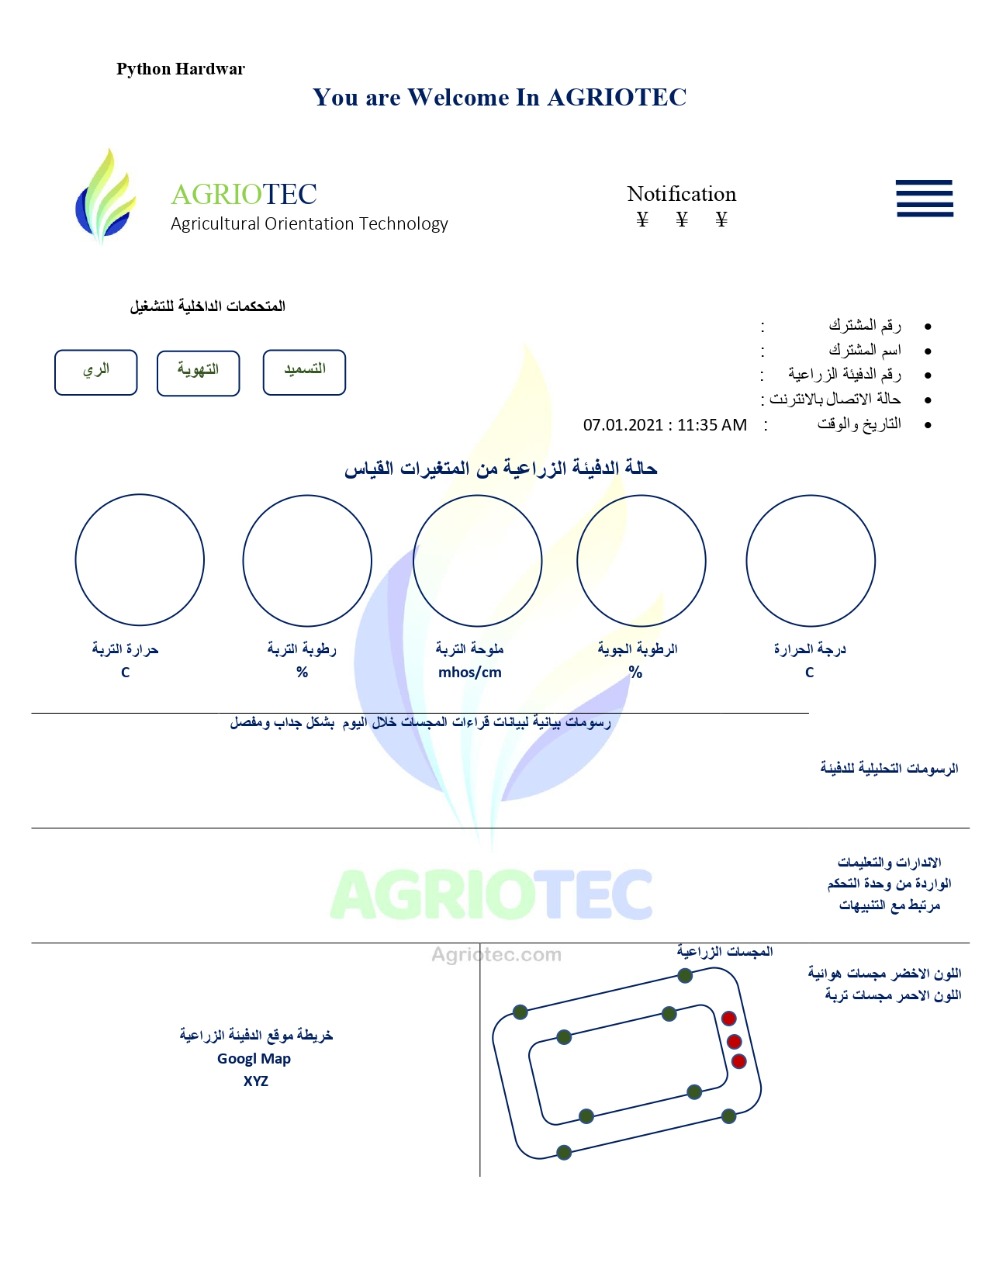 Python Hardwar
You are Welcome In AGRIOTEC
AGRIOTEC
Agricultural Orientation Technology
Notification
¥ ¥ ¥
المتحكمات الداخلية للتشغيل
التسميد
التهوية
الري
• رقم المشترك :
• اسم المشترك :
• رقم الدفيئة الزراعية :
• حالة الاتصال بالانترنت :
• التاريخ والوقت : 07.01.2021 : 11:35 AM
حالة الدفيئة الزراعية من المتغيرات القياس
درجة الحرارة
C
الرطوبة الجوية
%
ملوحة التربة
mhos/cm
رطوبة التربة
%
حرارة التربة
C
رسومات بيانية لبيانات قراءات المجسات خلال اليوم بشكل جداب ومفصل
الرسومات التحليلية للدفيئة
الاندارات والتعليمات
الواردة من وحدة التحكم
مرتبط مع التنبيهات
AGRIOTEC
Agriotec.com
المجسات الزراعية
اللون الاخضر مجسات هوائية
اللون الاحمر مجسات تربة
خريطة موقع الدفيئة الزراعية
Googl Map
XYZ